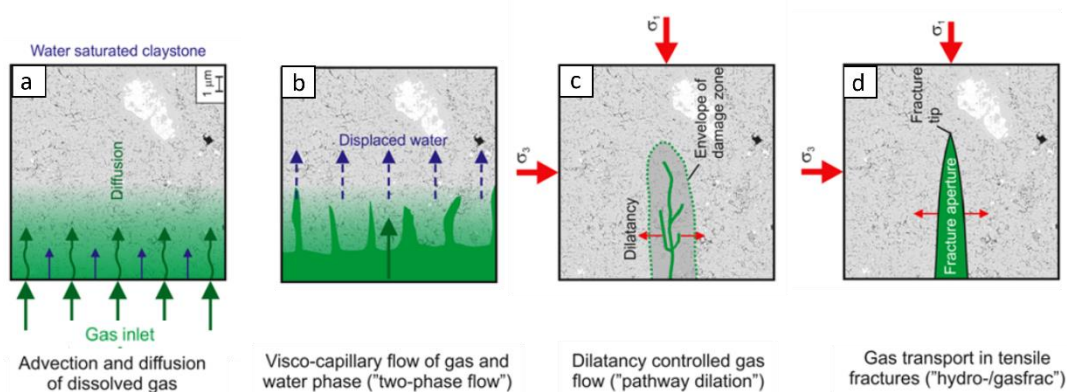 Water saturated claystone
a
1 μm
Diffusion
Gas inlet
Advection and diffusion
of dissolved gas
b
Displaced water
Visco-capillary flow of gas and
water phase ("two-phase flow")
σ1
c
σ3
Envelope of
damage zone
Dilatancy
Dilatancy controlled gas
flow ("pathway dilation")
σ1
d
σ3
Fracture
tip
Fracture aperture
Gas transport in tensile
fractures ("hydro-/gasfrac")